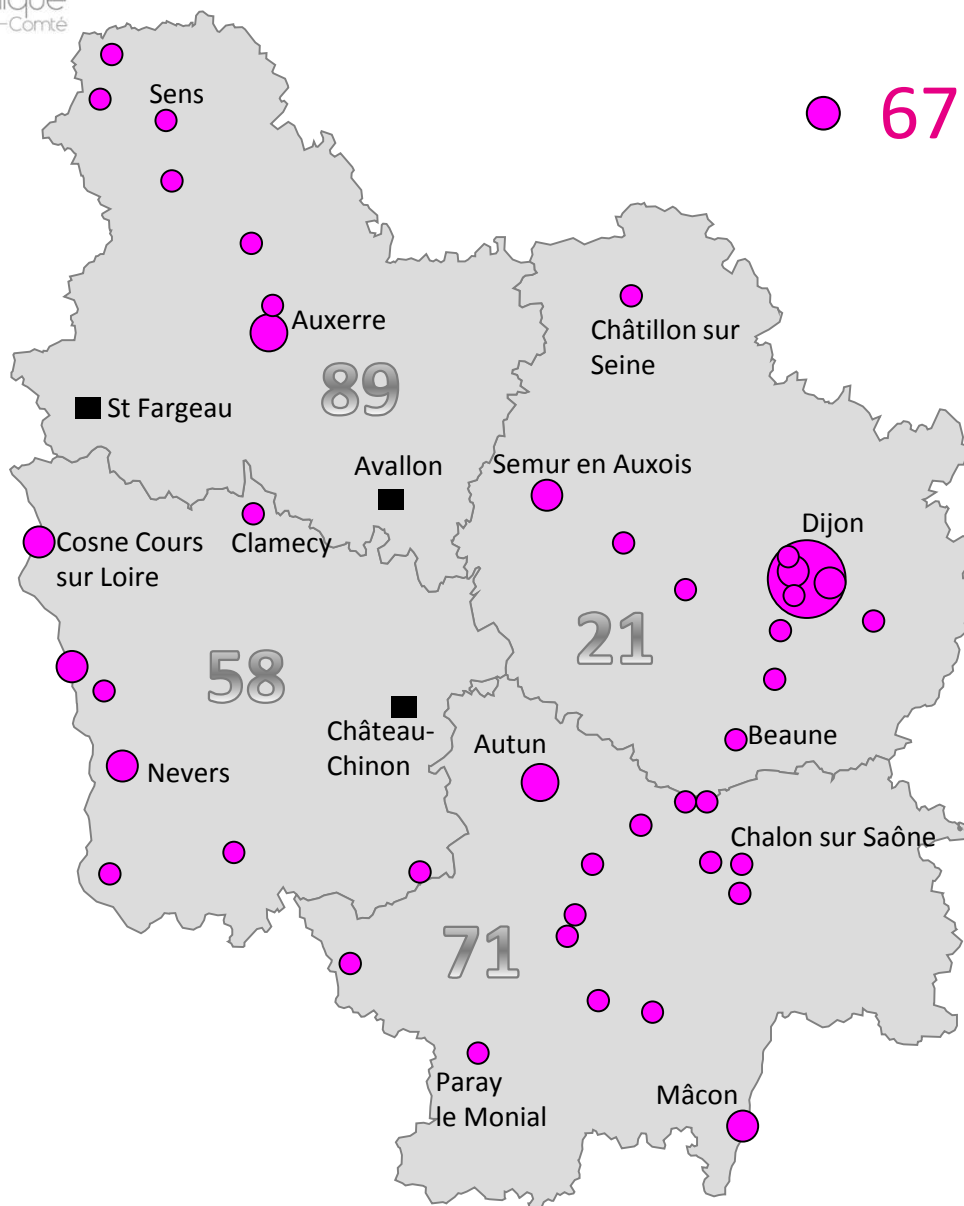 -Comté
Sens
67
Auxerre
Châtillon sur
Seine
89
St Fargeau
Avallon
Semur en Auxois
Dijon
Cosne Cours
sur Loire
Clamecy
21
58
Château-
Chinon
Autun
Beaune
Nevers
Chalon sur Saône
71
Paray
le Monial
Mâcon